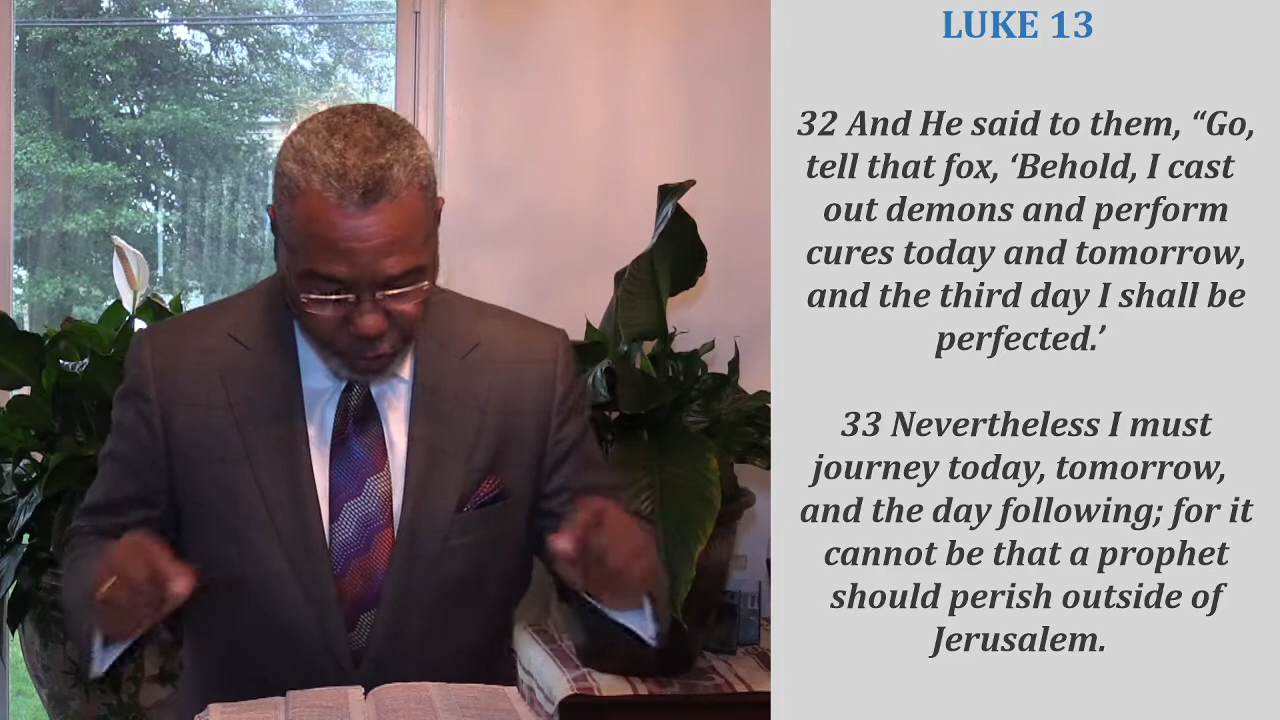 LUKE 13
32 And He said to them, “Go,
tell that fox, ‘Behold, I cast
out demons and perform
cures today and tomorrow,
and the third day I shall be
perfected.’
33 Nevertheless I must
journey today, tomorrow,
and the day following; for it
cannot be that a prophet
should perish outside of
Jerusalem.